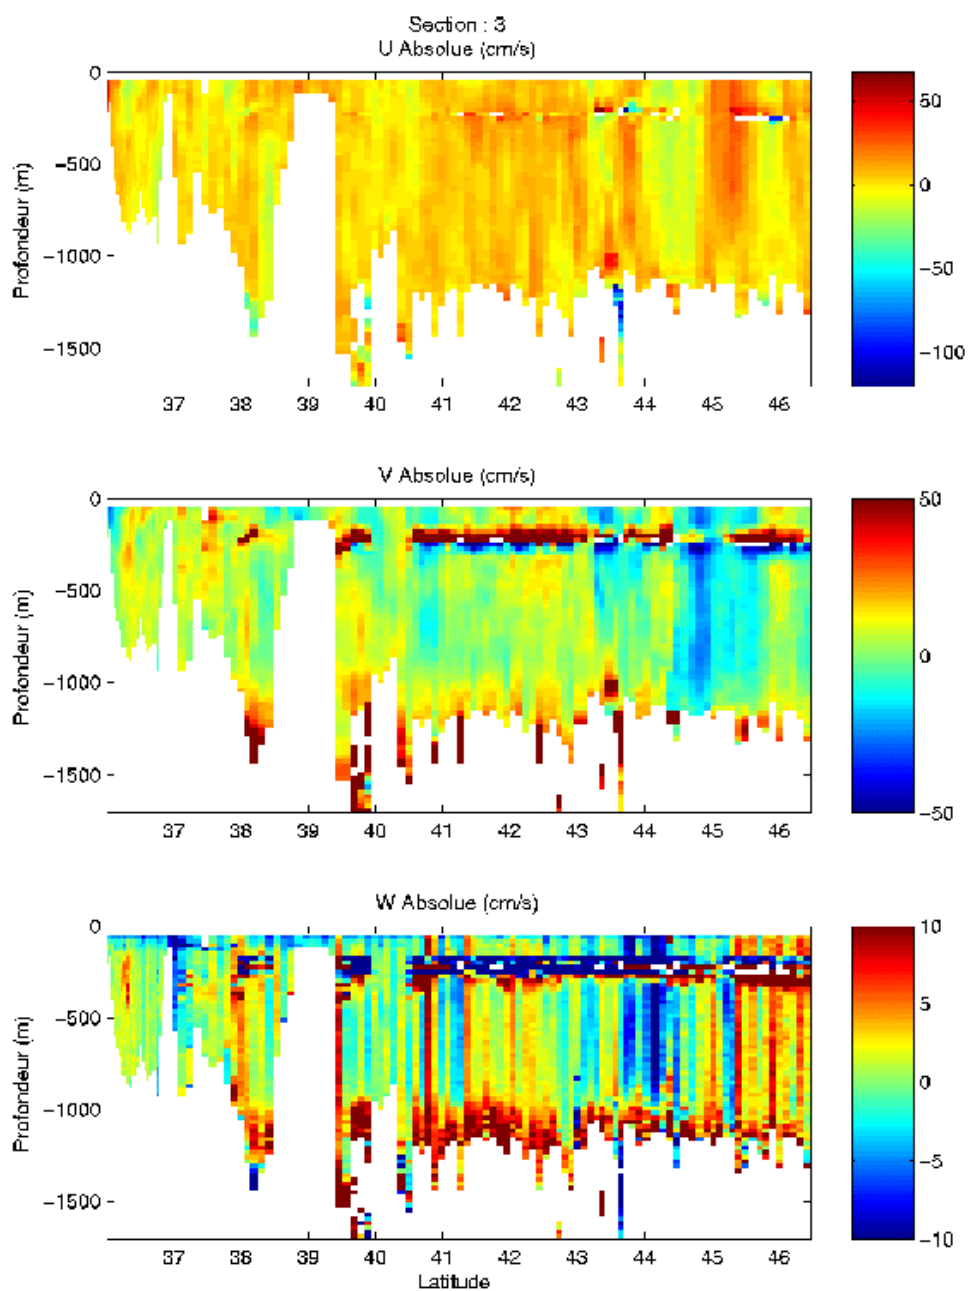 Section : 3
U Absolue (cm/s)
0
−500
−1000
−1500
Profondeur (m)
37 38 39 40 41 42 43 44 45 46
50
0
−50
−100
V Absolue (cm/s)
0
−500
−1000
−1500
Profondeur (m)
37 38 39 40 41 42 43 44 45 46
50
0
−50
W Absolue (cm/s)
0
−500
−1000
−1500
Profondeur (m)
37 38 39 40 41 42 43 44 45 46
Latitude
10
5
0
−5
−10